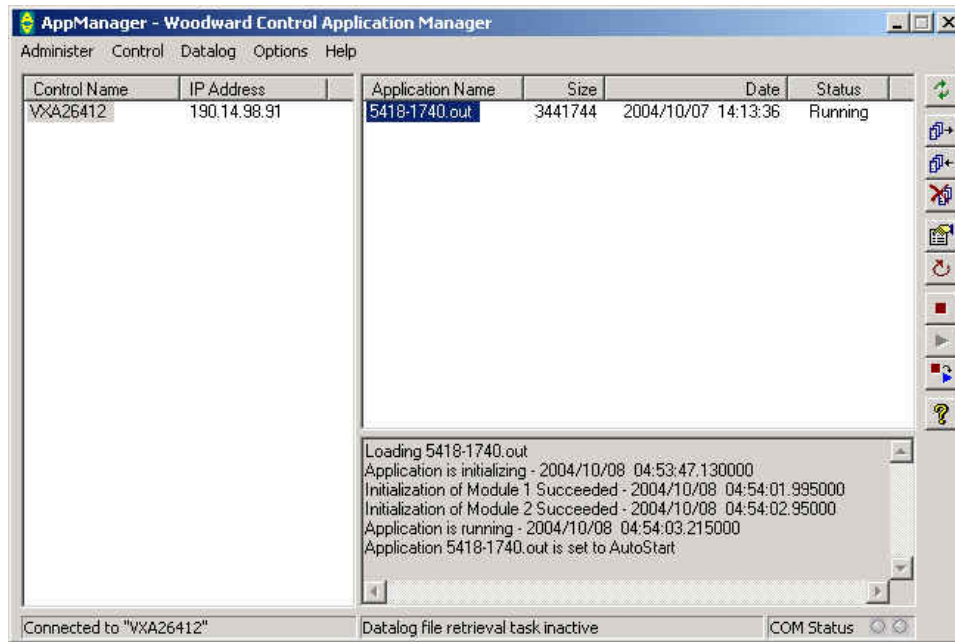 AppManager - Woodward Control Application Manager
Administer Control Datalog Options Help
Control Name IP Address
VXA26412 190.14.98.91
Application Name Size Date Status
5418-1740.out 3441744 2004/10/07 14:13:36 Running
Loading 5418-1740.out
Application is initializing - 2004/10/08 04:53:47.130000
Initialization of Module 1 Succeeded - 2004/10/08 04:54:01.995000
Initialization of Module 2 Succeeded - 2004/10/08 04:54:02.95000
Application is running - 2004/10/08 04:54:03.215000
Application 5418-1740.out is set to AutoStart
Connected to "VXA26412"
Datalog file retrieval task inactive
COM Status